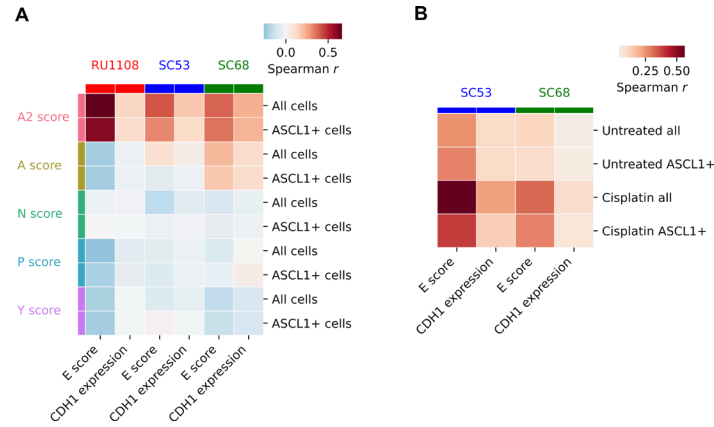 A
B
0.0
0.5
Spearman r
0.25 0.50
Spearman r
RU1108 SC53 SC68
SC53 SC68
A2 score
All cells
ASCL1+ cells
A score
All cells
ASCL1+ cells
N score
All cells
ASCL1+ cells
P score
All cells
ASCL1+ cells
Y score
All cells
ASCL1+ cells
E score
CDH1 expression
E score
CDH1 expression
E score
CDH1 expression
Untreated all
Untreated ASCL1+
Cisplatin all
Cisplatin ASCL1+
E score
CDH1 expression
E score
CDH1 expression